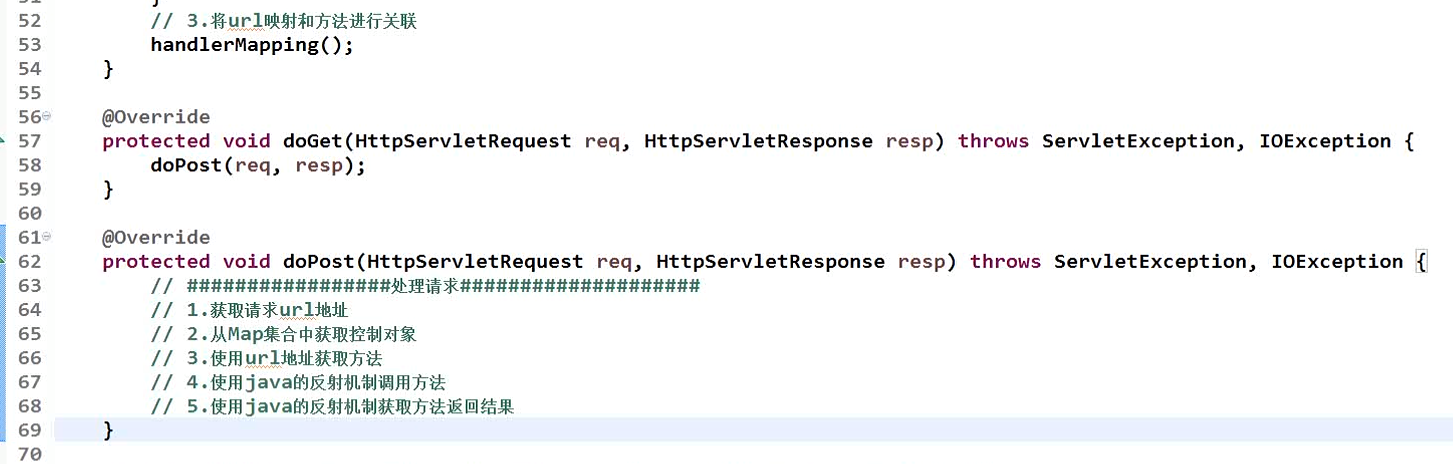 51 }
52 // 3.将url映射和方法进行关联
53 handlerMapping();
54 }
55
56 @Override
57 protected void doGet(HttpServletRequest req, HttpServletResponse resp) throws ServletException, IOException {
58 doPost(req, resp);
59 }
60
61 @Override
62 protected void doPost(HttpServletRequest req, HttpServletResponse resp) throws ServletException, IOException {
63 // #################处理请求####################
64 // 1.获取请求url地址
65 // 2.从Map集合中获取控制对象
66 // 3.使用url地址获取方法
67 // 4.使用java的反射机制调用方法
68 // 5.使用java的反射机制获取方法返回结果
69 }
70